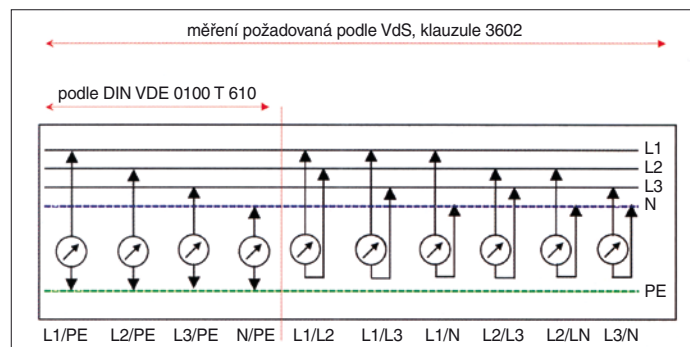 měření požadovaná podle VdS, klauzule 3602
podle DIN VDE 0100 T 610
L1
L2
L3
N
PE
L1/PE L2/PE L3/PE N/PE L1/L2 L1/L3 L1/N L2/L3 L2/LN L3/N